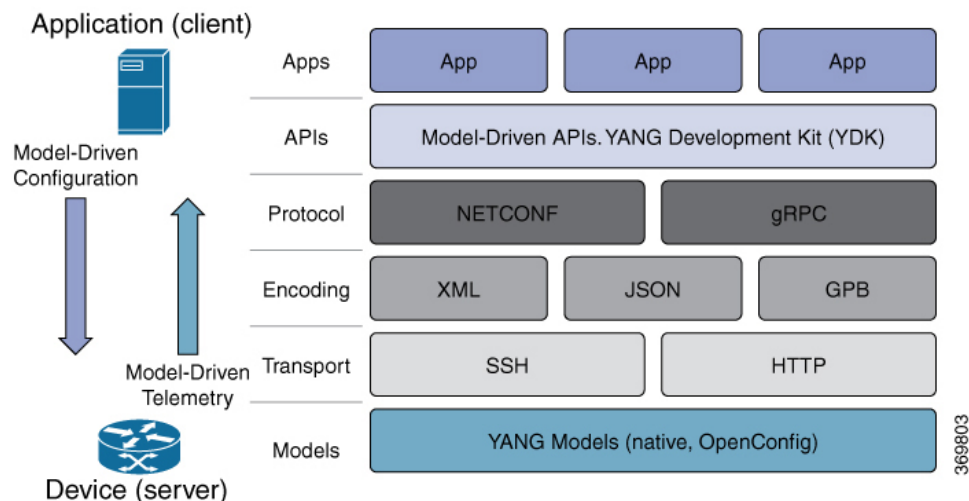 Application (client)
Model-Driven
Configuration
Model-Driven
Telemetry
Device (server)
Apps
App
App
App
APIs
Model-Driven APIs. YANG Development Kit (YDK)
Protocol
NETCONF
gRPC
Encoding
XML
JSON
GPB
Transport
SSH
HTTP
Models
YANG Models (native, OpenConfig)
369803